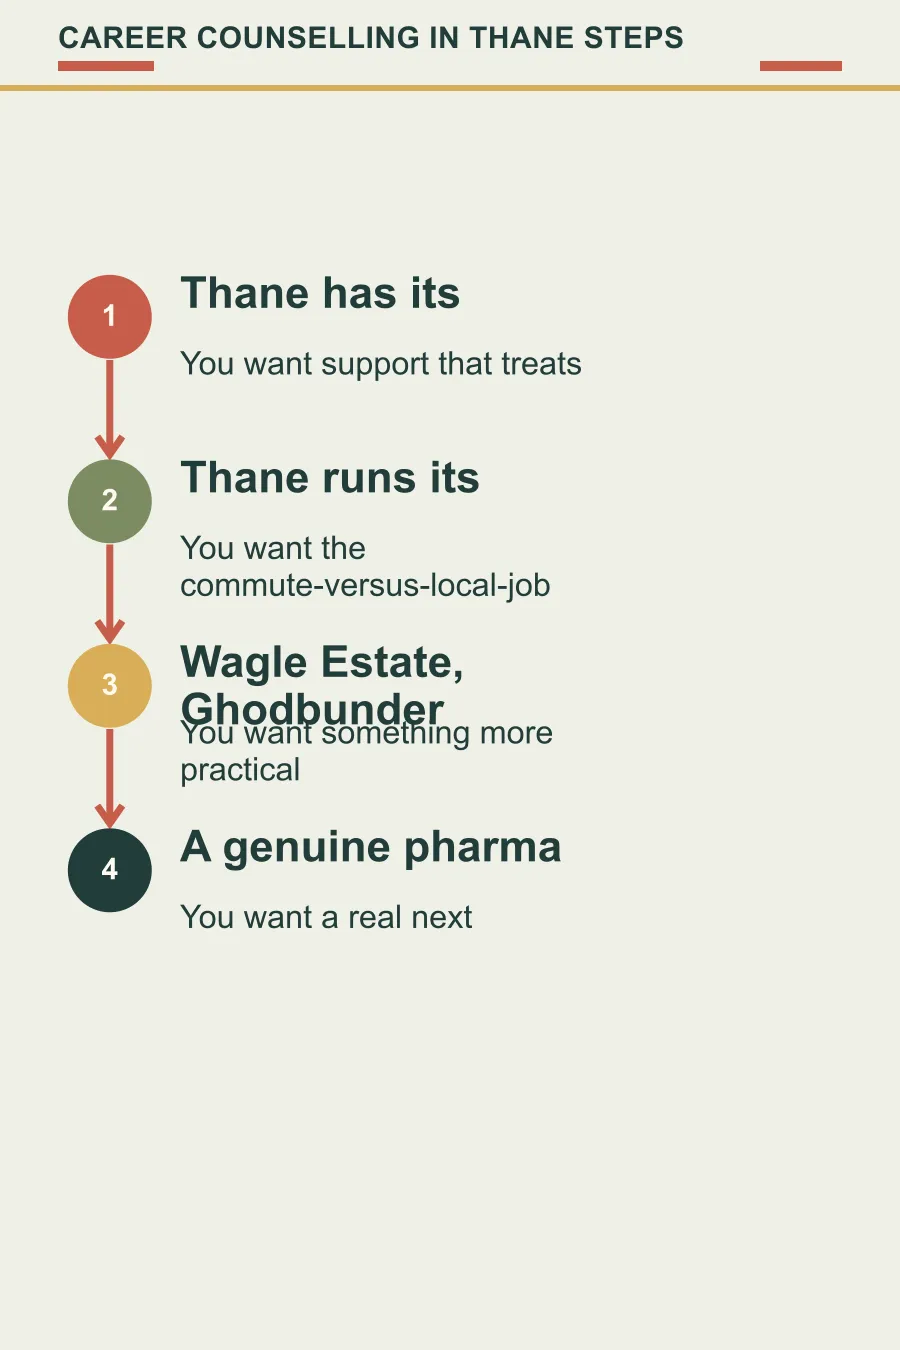 CAREER COUNSELLING IN THANE STEPS
1
Thane has its
You want support that treats
2
Thane runs its
You want the
commute-versus-local-job
3
Wagle Estate,
Ghodbunder
You want something more
practical
4
A genuine pharma
You want a real next